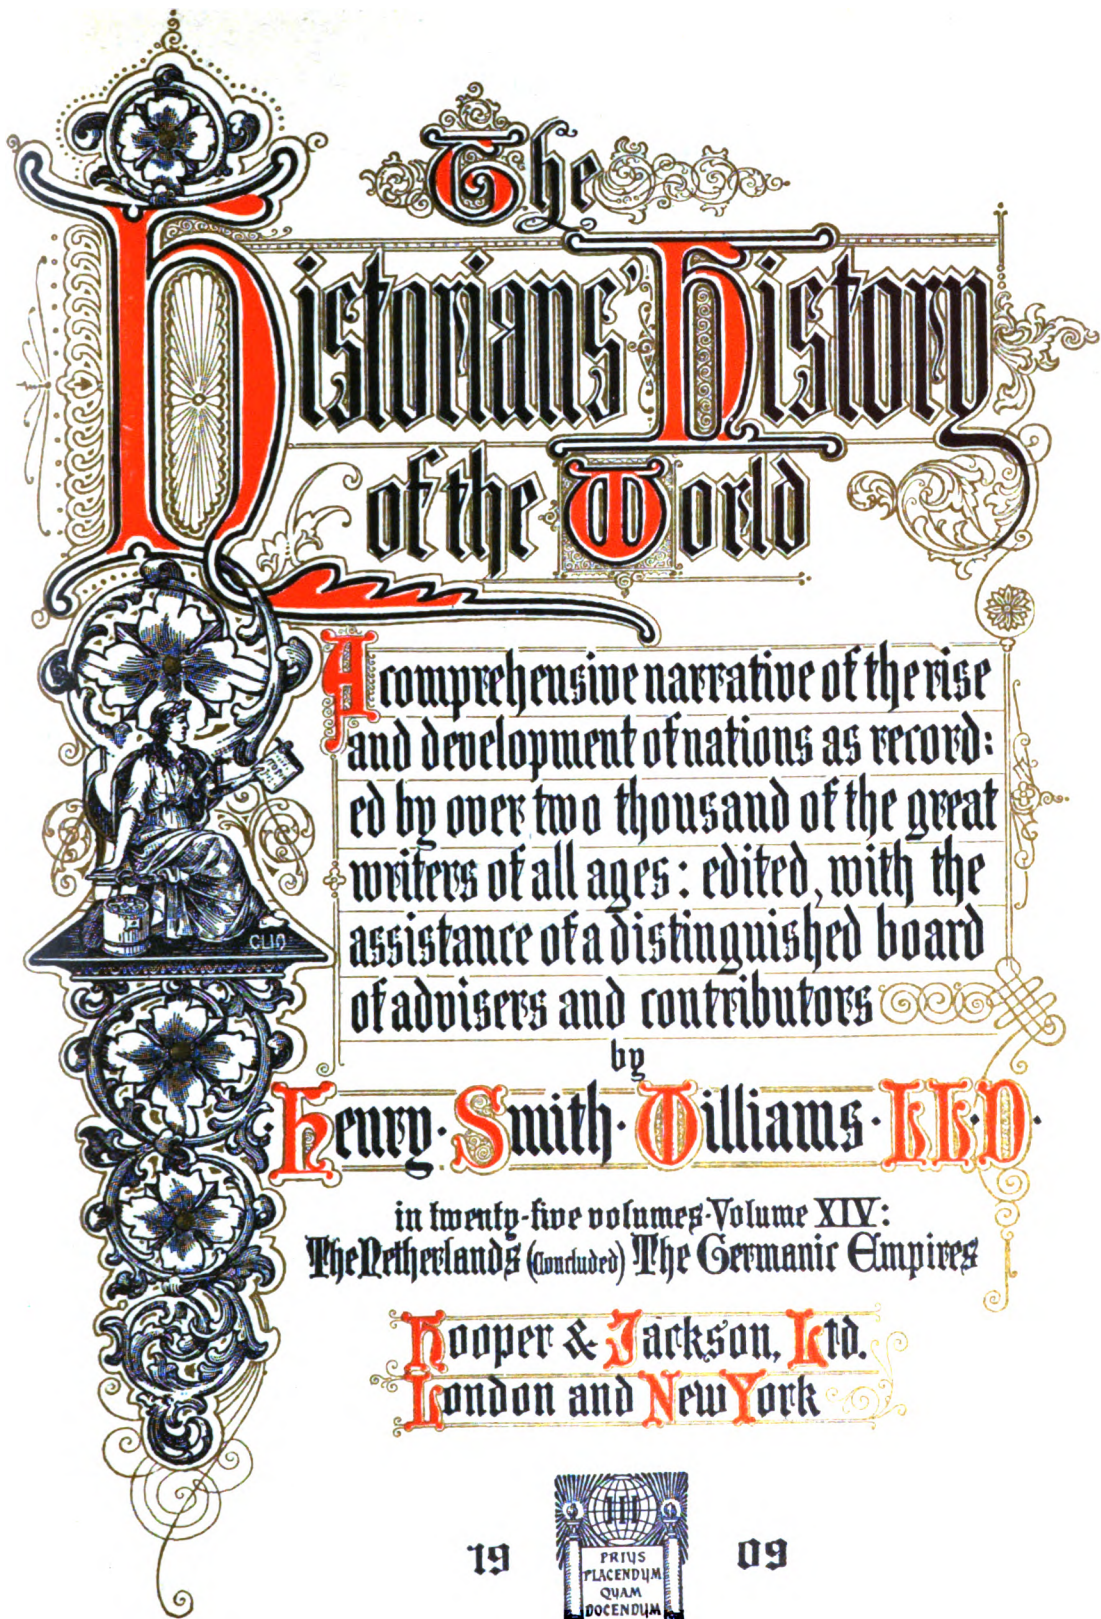 The
Historians' History
of the World
A comprehensive narrative of the rise
and development of nations as record:
ed by over two thousand of the great
writers of all ages: edited, with the
assistance of a distinguished board
of advisers and contributors
by
Henry · Smith · Williams · LL·D ·
in twenty-five volumes · Volume XIV:
The Netherlands (Concluded) The Germanic Empires
Hooper & Jackson, Ltd.
London and New York
CLIO
19 09
PRIUS
PLACENDUM
QUAM
DOCENDUM